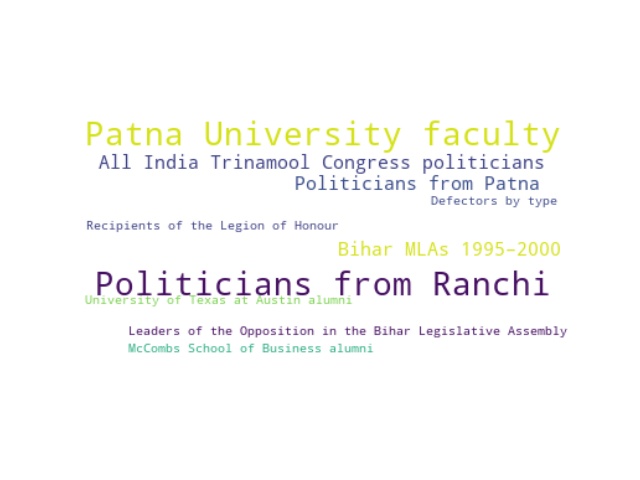 Patna University faculty
All India Trinamool Congress politicians
Politicians from Patna
Defectors by type
Recipients of the Legion of Honour
Bihar MLAs 1995–2000
Politicians from Ranchi
University of Texas at Austin alumni
Leaders of the Opposition in the Bihar Legislative Assembly
McCombs School of Business alumni